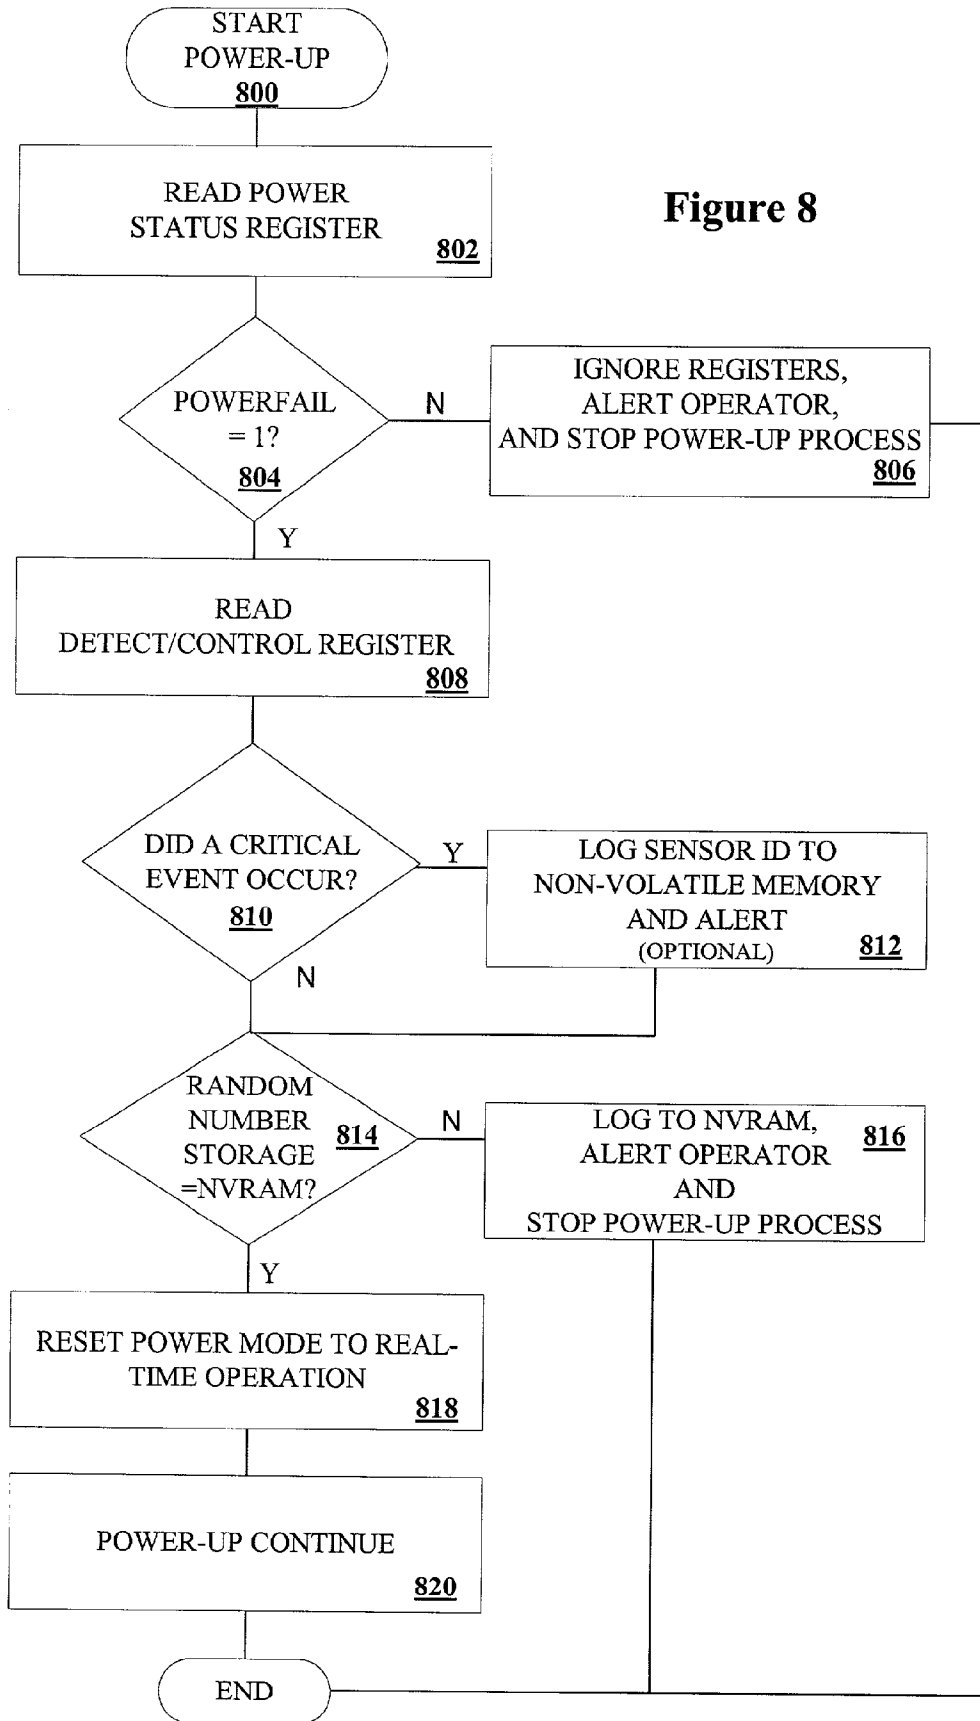 START
POWER-UP
800
READ POWER
STATUS REGISTER
802
Figure 8
POWERFAIL
= 1?
804
N
IGNORE REGISTERS,
ALERT OPERATOR,
AND STOP POWER-UP PROCESS
806
Y
READ
DETECT/CONTROL REGISTER
808
DID A CRITICAL
EVENT OCCUR?
810
Y
LOG SENSOR ID TO
NON-VOLATILE MEMORY
AND ALERT
(OPTIONAL)
812
N
RANDOM
NUMBER
STORAGE
=NVRAM?
814
N
LOG TO NVRAM,
ALERT OPERATOR
AND
STOP POWER-UP PROCESS
816
Y
RESET POWER MODE TO REAL-
TIME OPERATION
818
POWER-UP CONTINUE
820
END